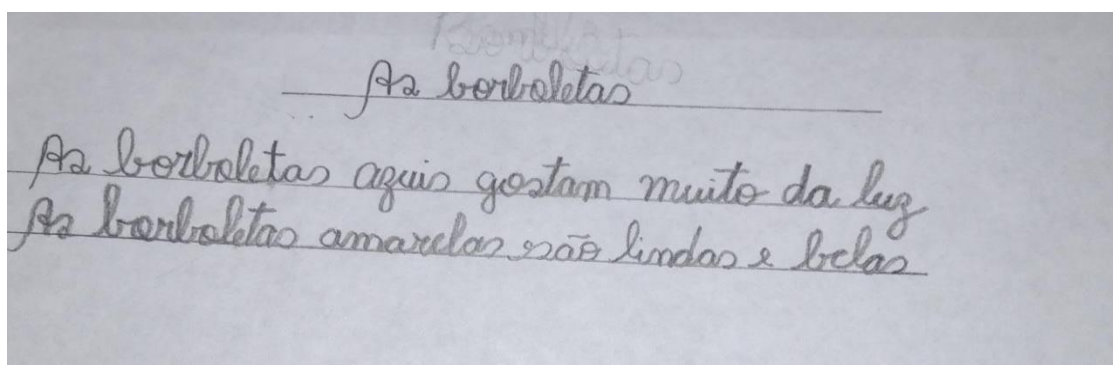 As borboletas
As borboletas azuis gostam muito da luz
As borboletas amarelas são lindas e belas